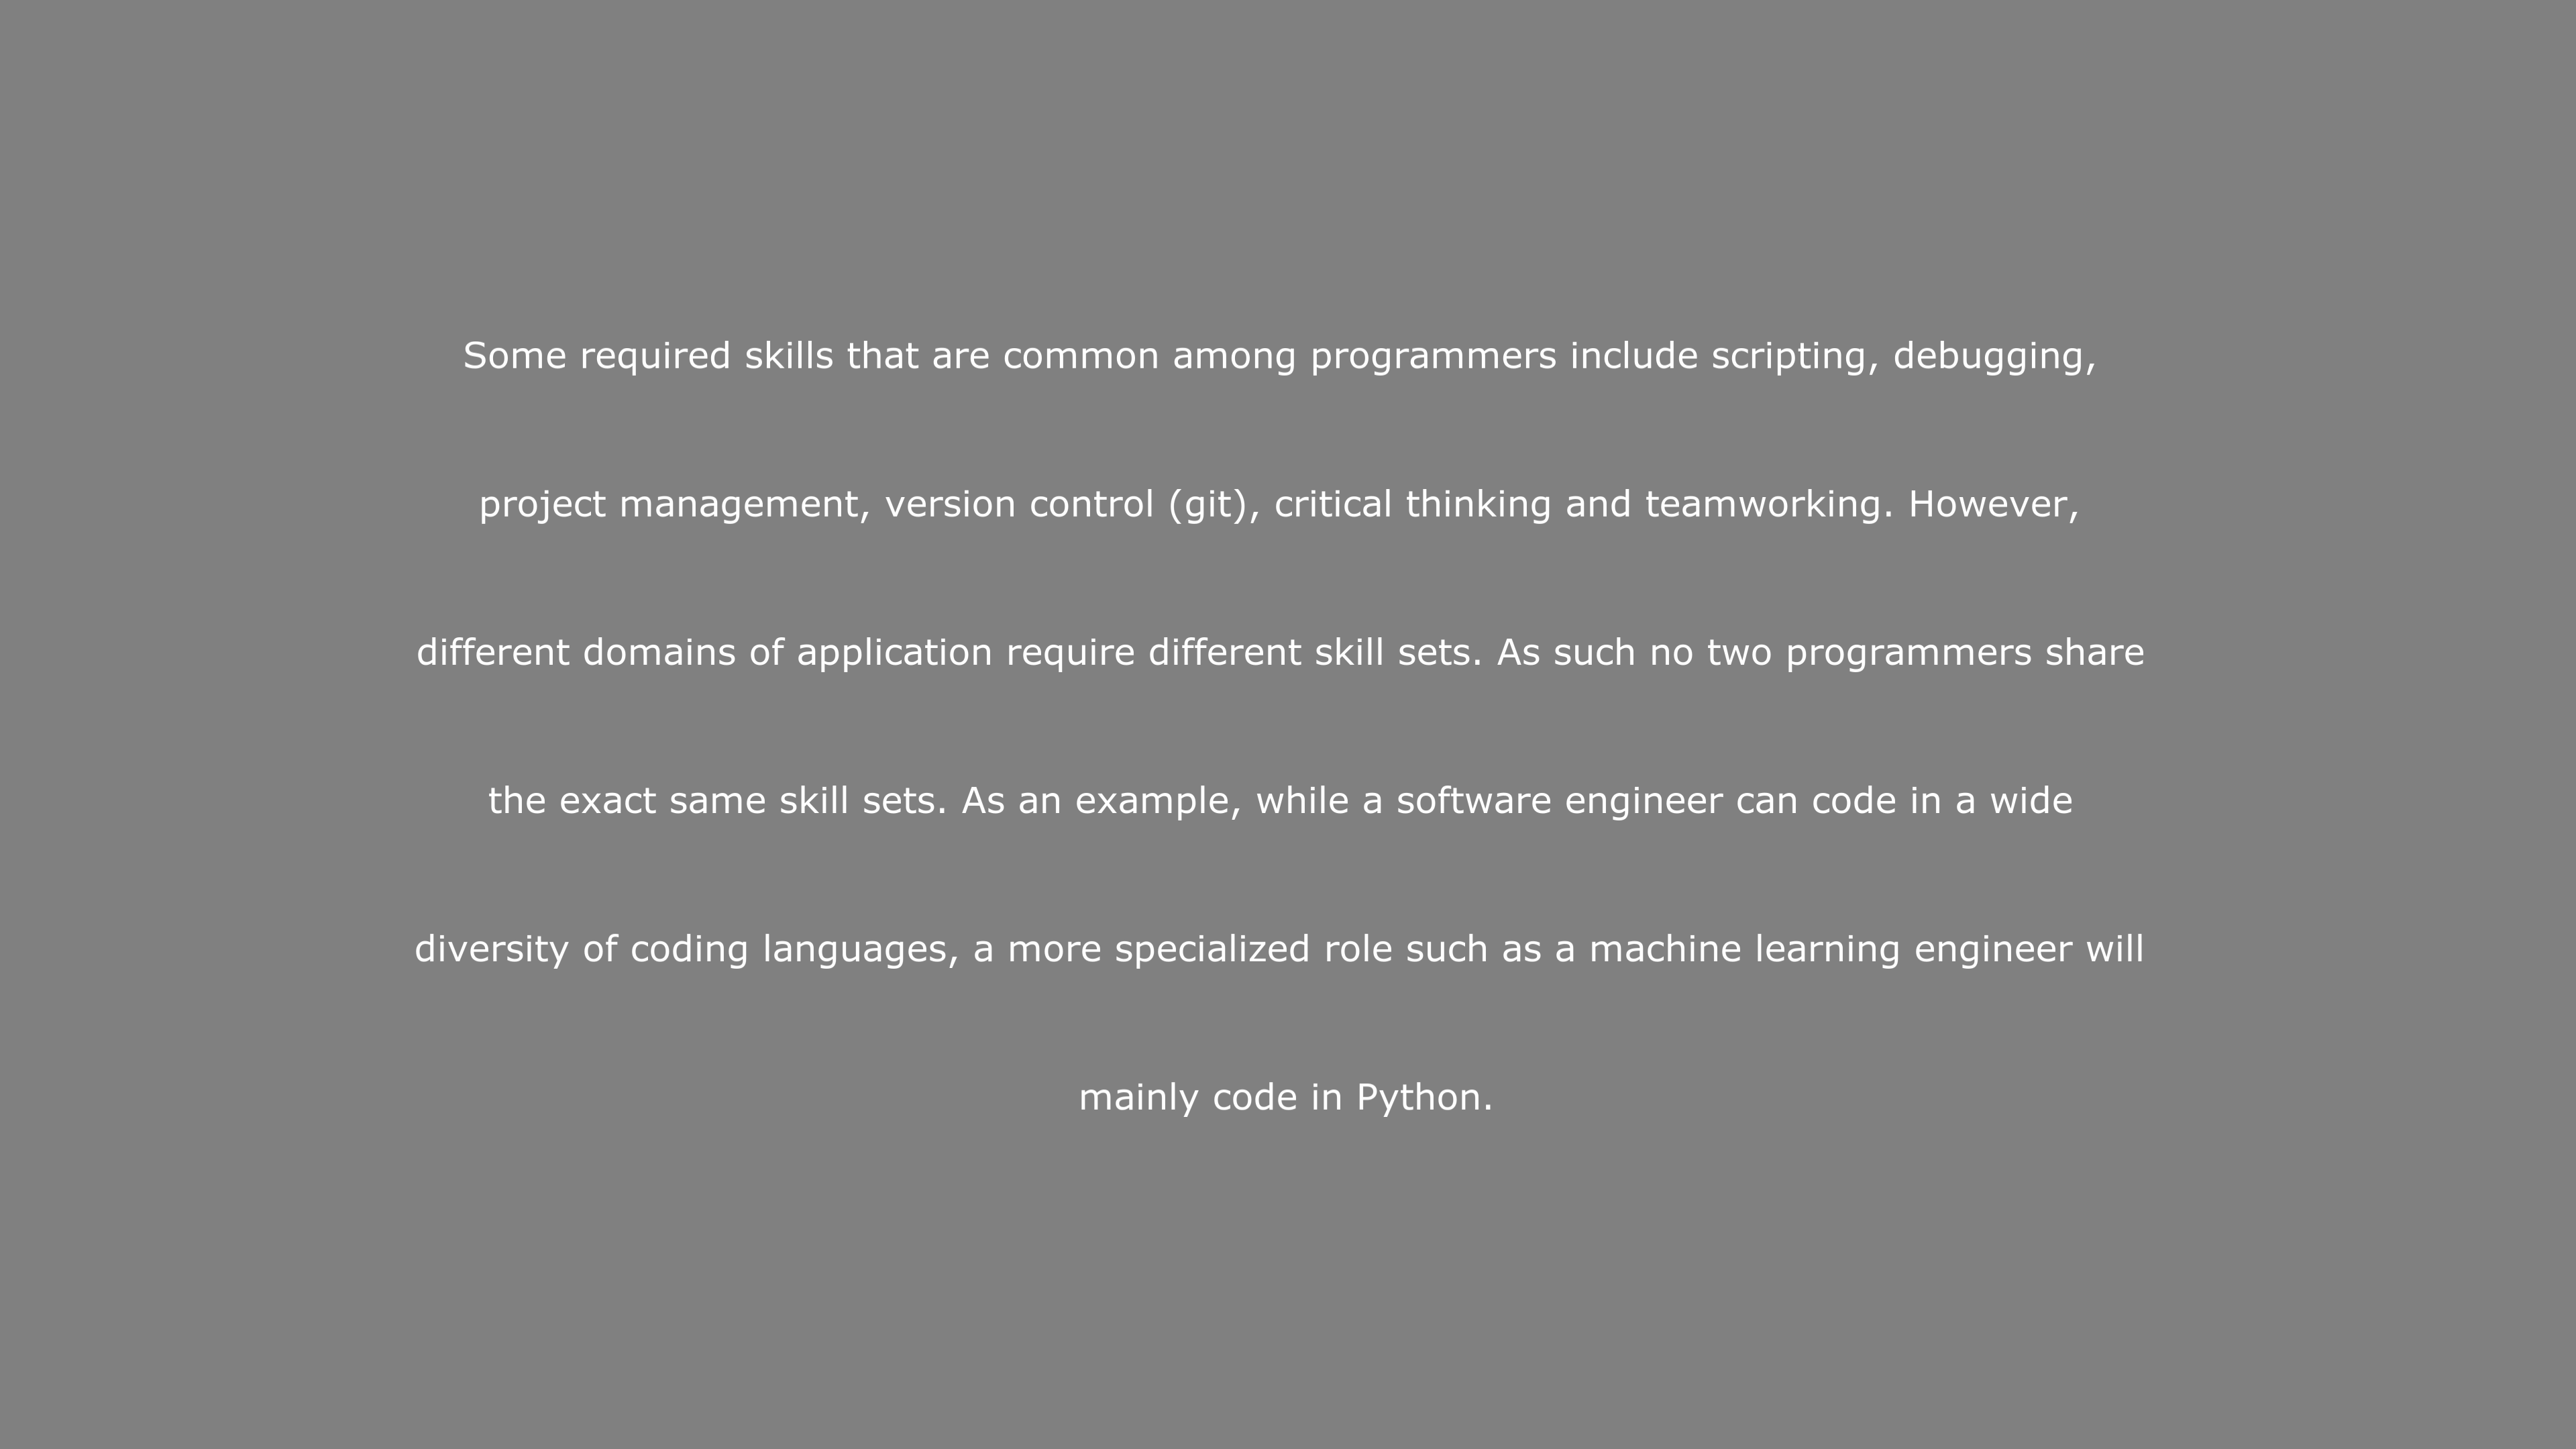 Some required skills that are common among programmers include scripting, debugging,
project management, version control (git), critical thinking and teamworking. However,
different domains of application require different skill sets. As such no two programmers share
the exact same skill sets. As an example, while a software engineer can code in a wide
diversity of coding languages, a more specialized role such as a machine learning engineer will
mainly code in Python.